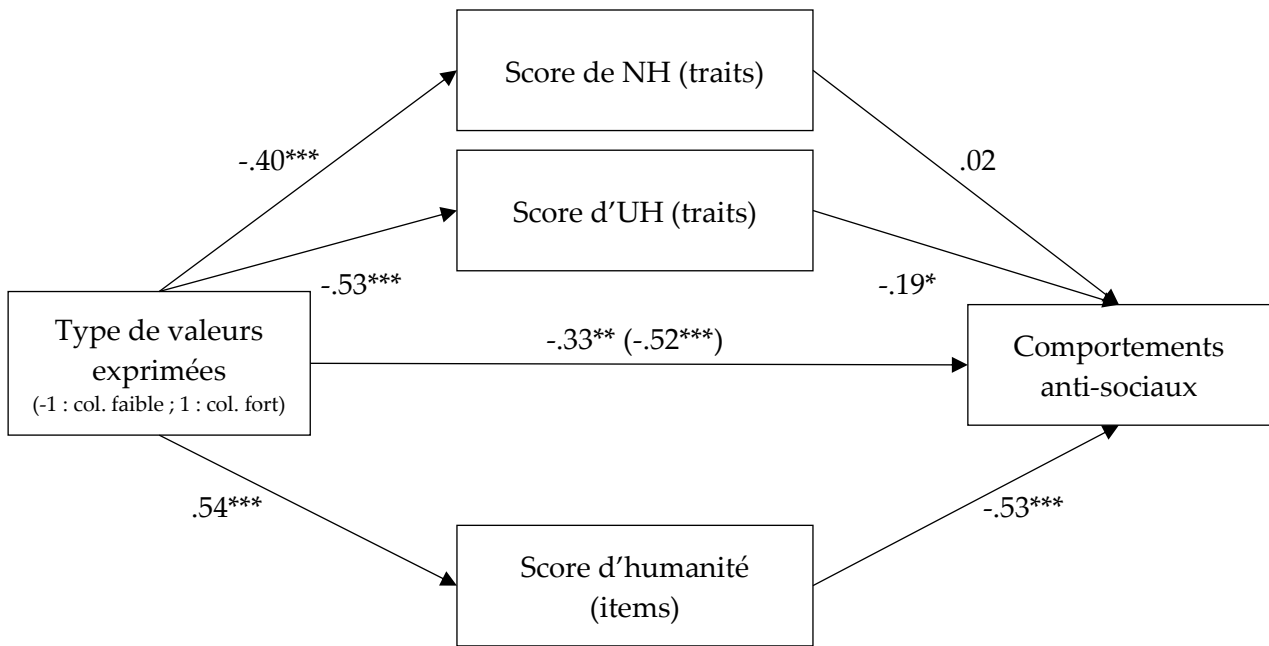 Score de NH (traits)
-.40***
.02
Score d’UH (traits)
-.53***
-.19*
Type de valeurs
exprimées
(-1 : col. faible ; 1 : col. fort)
-.33** (-.52***)
Comportements
anti-sociaux
.54***
-.53***
Score d’humanité
(items)